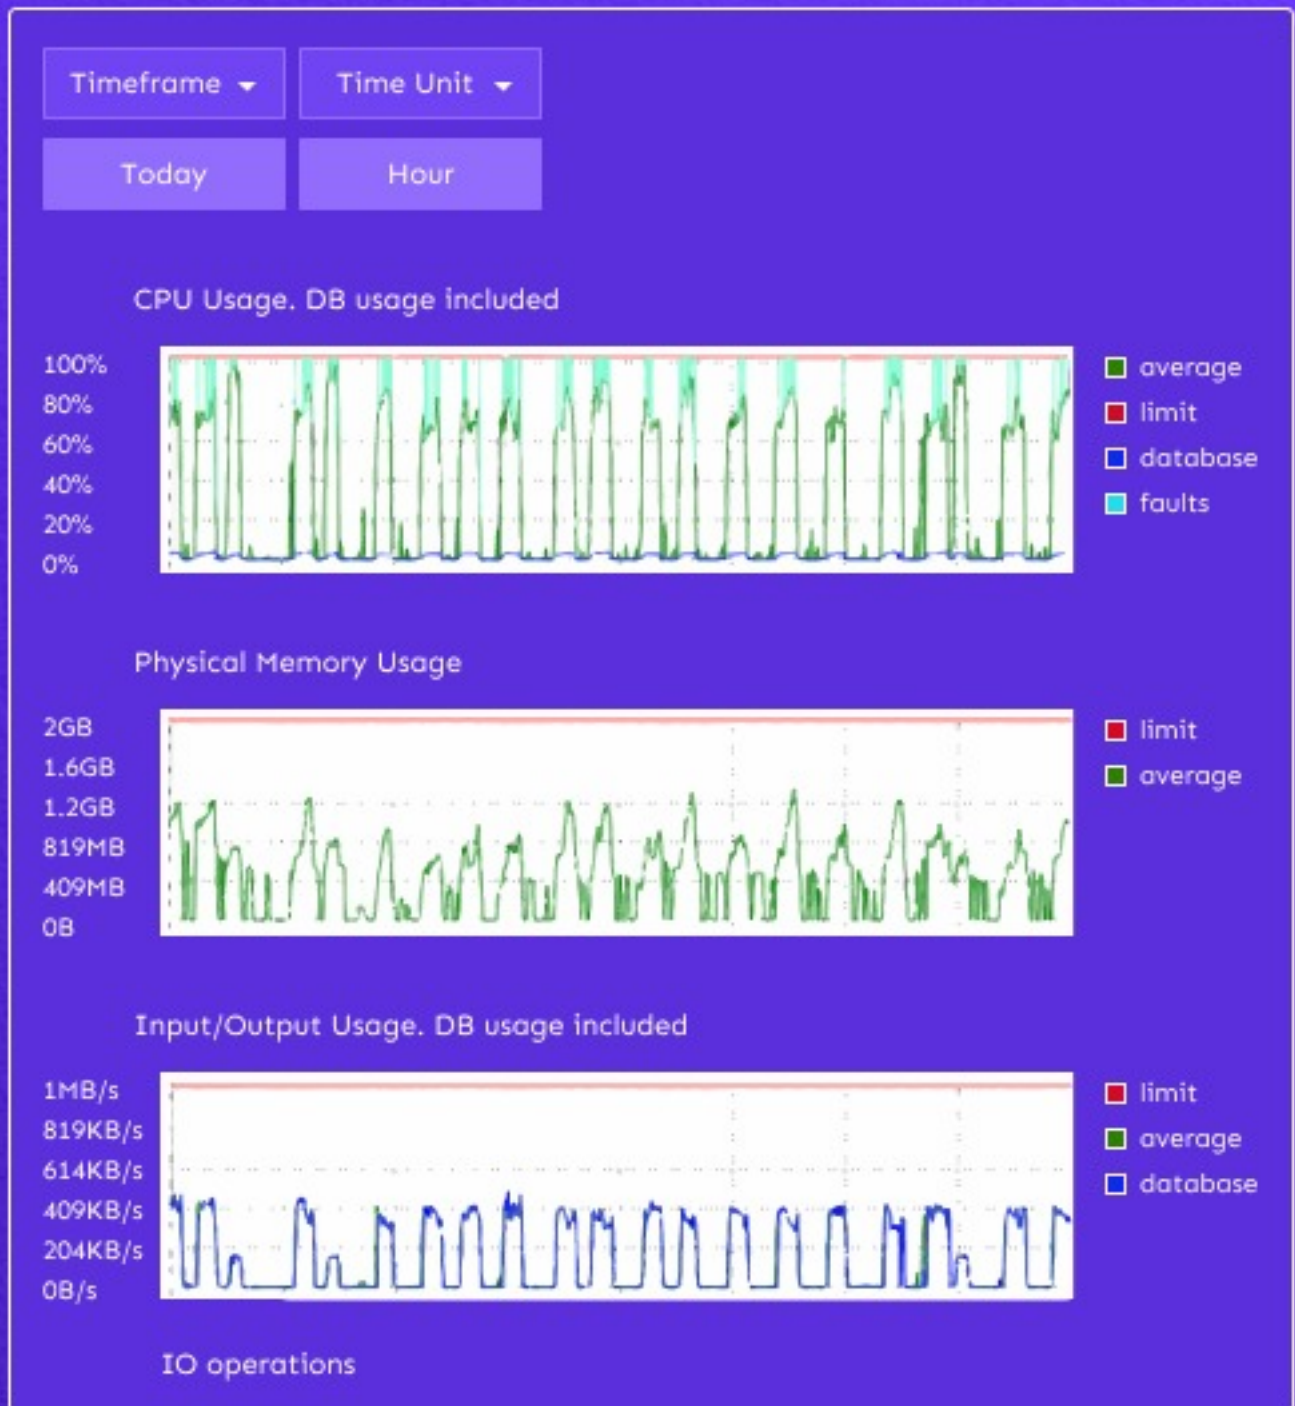 Timeframe Time Unit
Today Hour
CPU Usage. DB usage included
100%
80%
60%
40%
20%
0%
average
limit
database
faults
Physical Memory Usage
2GB
1.6GB
1.2GB
819MB
409MB
0B
limit
average
Input/Output Usage. DB usage included
1MB/s
819KB/s
614KB/s
409KB/s
204KB/s
0B/s
limit
average
database
IO operations